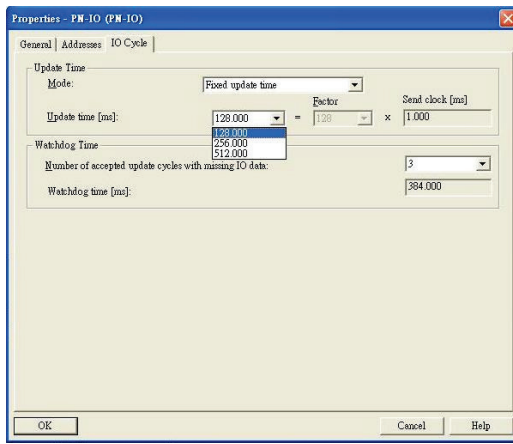 Properties - PN-IO (PN-IO)
General Addresses IO Cycle
Update Time
Mode: Fixed update time
Factor Send clock [ms]
Update time [ms]: 128.000 = 128 x 1.000
128.000
256.000
512.000
Watchdog Time
Number of accepted update cycles with missing IO data: 3
Watchdog time [ms]: 384.000
OK Cancel Help